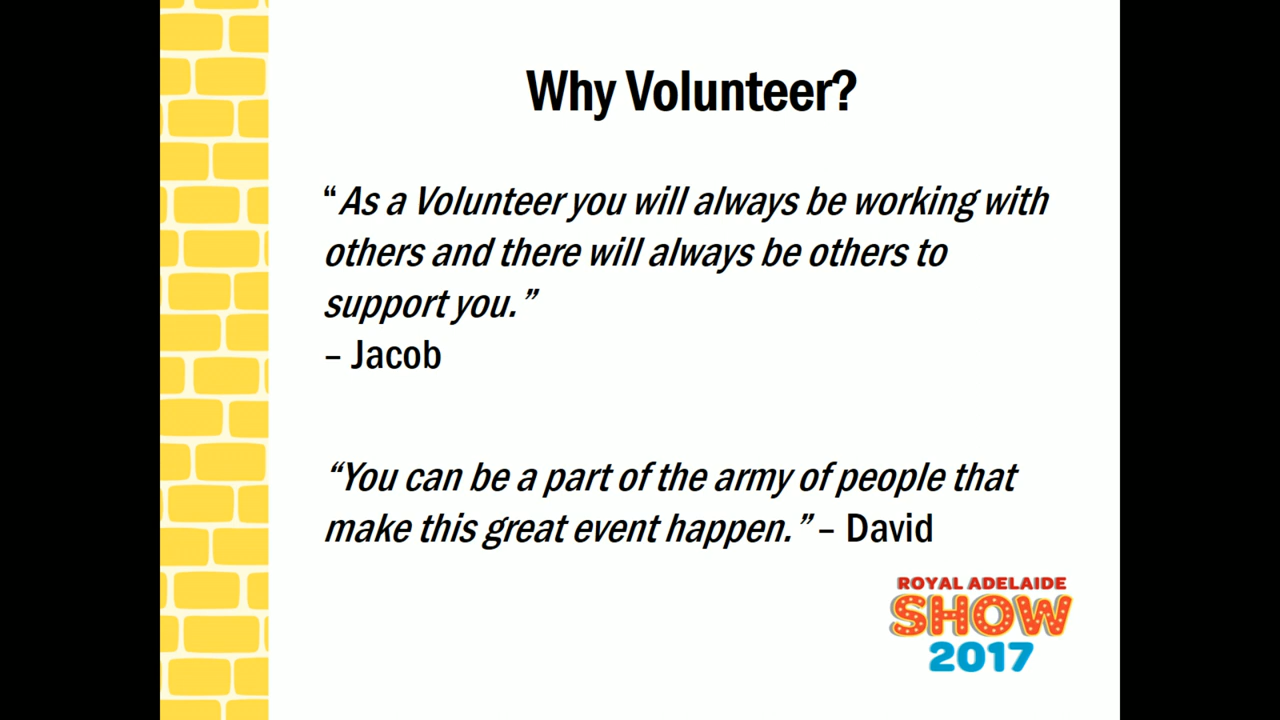 Why Volunteer?
“As a Volunteer you will always be working with
others and there will always be others to
support you.”
– Jacob
“You can be a part of the army of people that
make this great event happen.” – David
ROYAL ADELAIDE
SHOW
2017